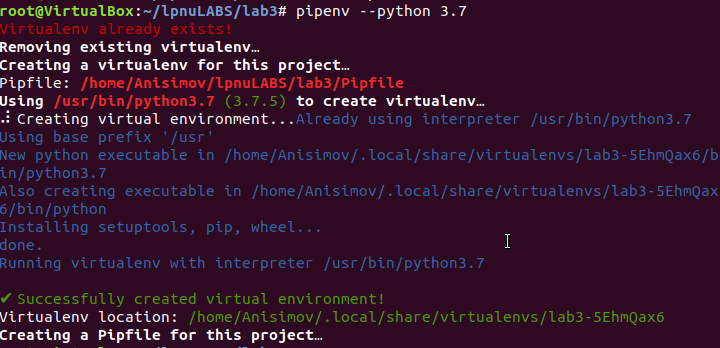 root@VirtualBox:~/lpnuLABS/lab3# pipenv --python 3.7
Virtualenv already exists!
Removing existing virtualenv…
Creating a virtualenv for this project…
Pipfile: /home/Anisimov/lpnuLABS/lab3/Pipfile
Using /usr/bin/python3.7 (3.7.5) to create virtualenv…
⠼ Creating virtual environment...Already using interpreter /usr/bin/python3.7
Using base prefix '/usr'
New python executable in /home/Anisimov/.local/share/virtualenvs/lab3-5EhmQax6/b
in/python3.7
Also creating executable in /home/Anisimov/.local/share/virtualenvs/lab3-5EhmQax
6/bin/python
Installing setuptools, pip, wheel...
done.
Running virtualenv with interpreter /usr/bin/python3.7
✔ Successfully created virtual environment!
Virtualenv location: /home/Anisimov/.local/share/virtualenvs/lab3-5EhmQax6
Creating a Pipfile for this project…